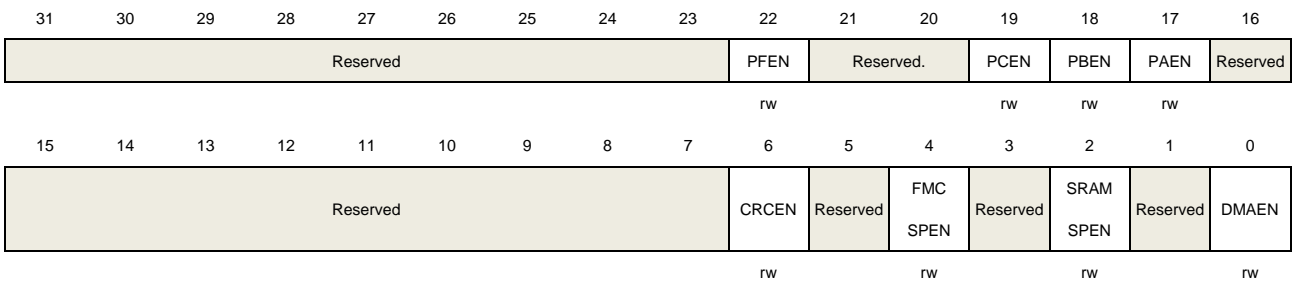 31 30 29 28 27 26 25 24 23 22 21 20 19 18 17 16
Reserved PFEN Reserved. PCEN PBEN PAEN Reserved
rw rw rw rw
15 14 13 12 11 10 9 8 7 6 5 4 3 2 1 0
Reserved CRCEN Reserved FMC SPEN Reserved SRAM SPEN Reserved DMAEN
rw rw rw rw